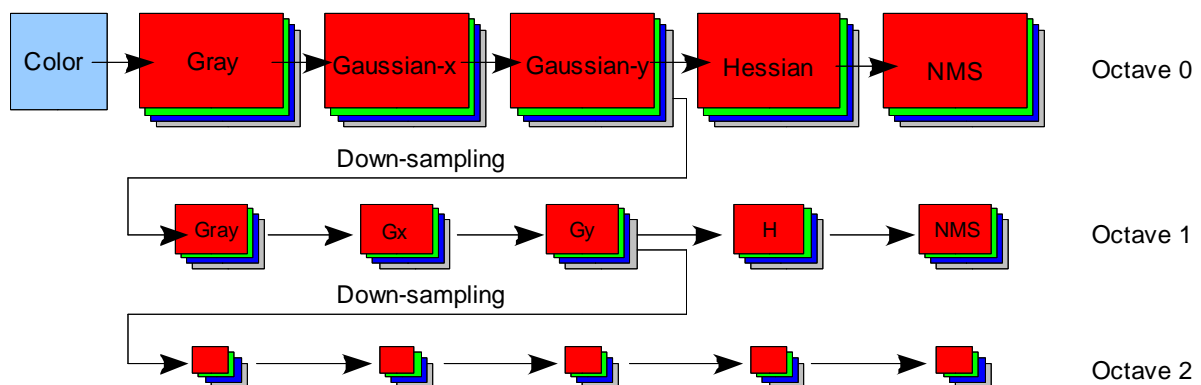 Color
Gray
Gaussian-x
Gaussian-y
Hessian
NMS
Octave 0
Down-sampling
Gray
Gx
Gy
H
NMS
Octave 1
Down-sampling
Octave 2